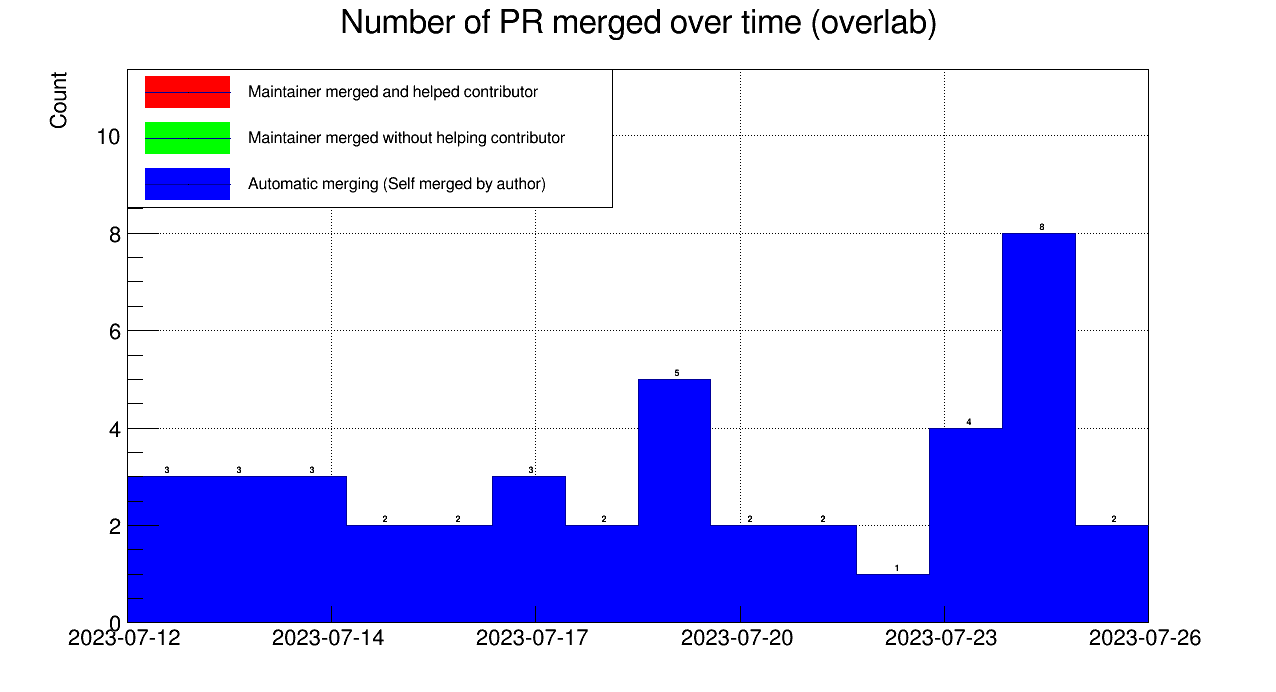 Number of PR merged over time (overlab)
Count
Maintainer merged and helped contributor
Maintainer merged without helping contributor
Automatic merging (Self merged by author)
10
8
6
4
2
0
3 3 3 2 2 3 2 5 2 2 1 4 8 2
2023-07-12 2023-07-14 2023-07-17 2023-07-20 2023-07-23 2023-07-26